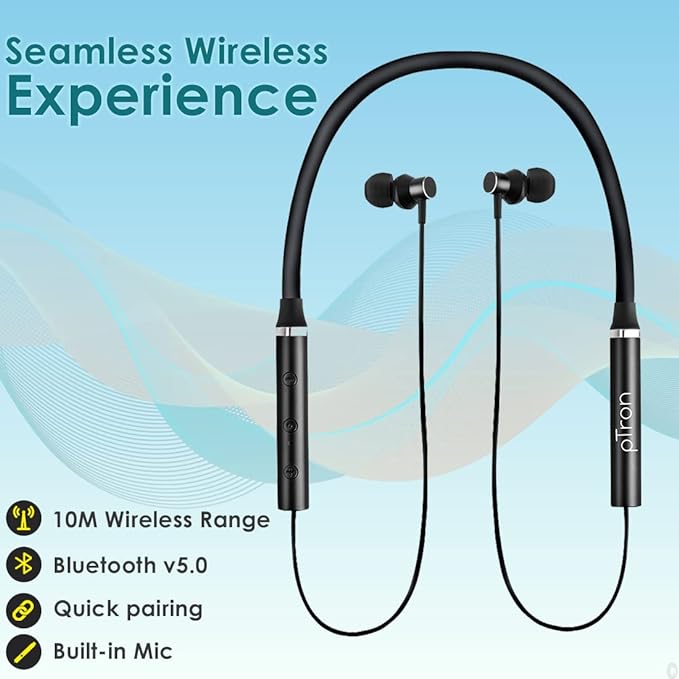 Seamless Wireless
Experience
pTron
10M Wireless Range
Bluetooth v5.0
Quick pairing
Built-in Mic